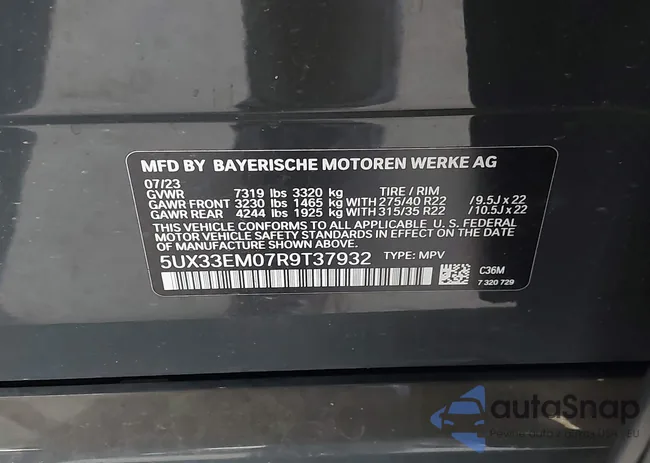 MFD BY BAYERISCHE MOTOREN WERKE AG
07/23
GVWR 7319 lbs 3320 kg TIRE / RIM
GAWR FRONT 3230 lbs 1465 kg WITH 275/40 R22 / 9.5J x 22
GAWR REAR 4244 lbs 1925 kg WITH 315/35 R22 / 10.5J x 22
THIS VEHICLE CONFORMS TO ALL APPLICABLE U. S. FEDERAL
MOTOR VEHICLE SAFETY STANDARDS IN EFFECT ON THE
DATE OF MANUFACTURE SHOWN ABOVE.
5UX33EM07R9T37932 TYPE: MPV
C36M
7 320 729
autoSnap